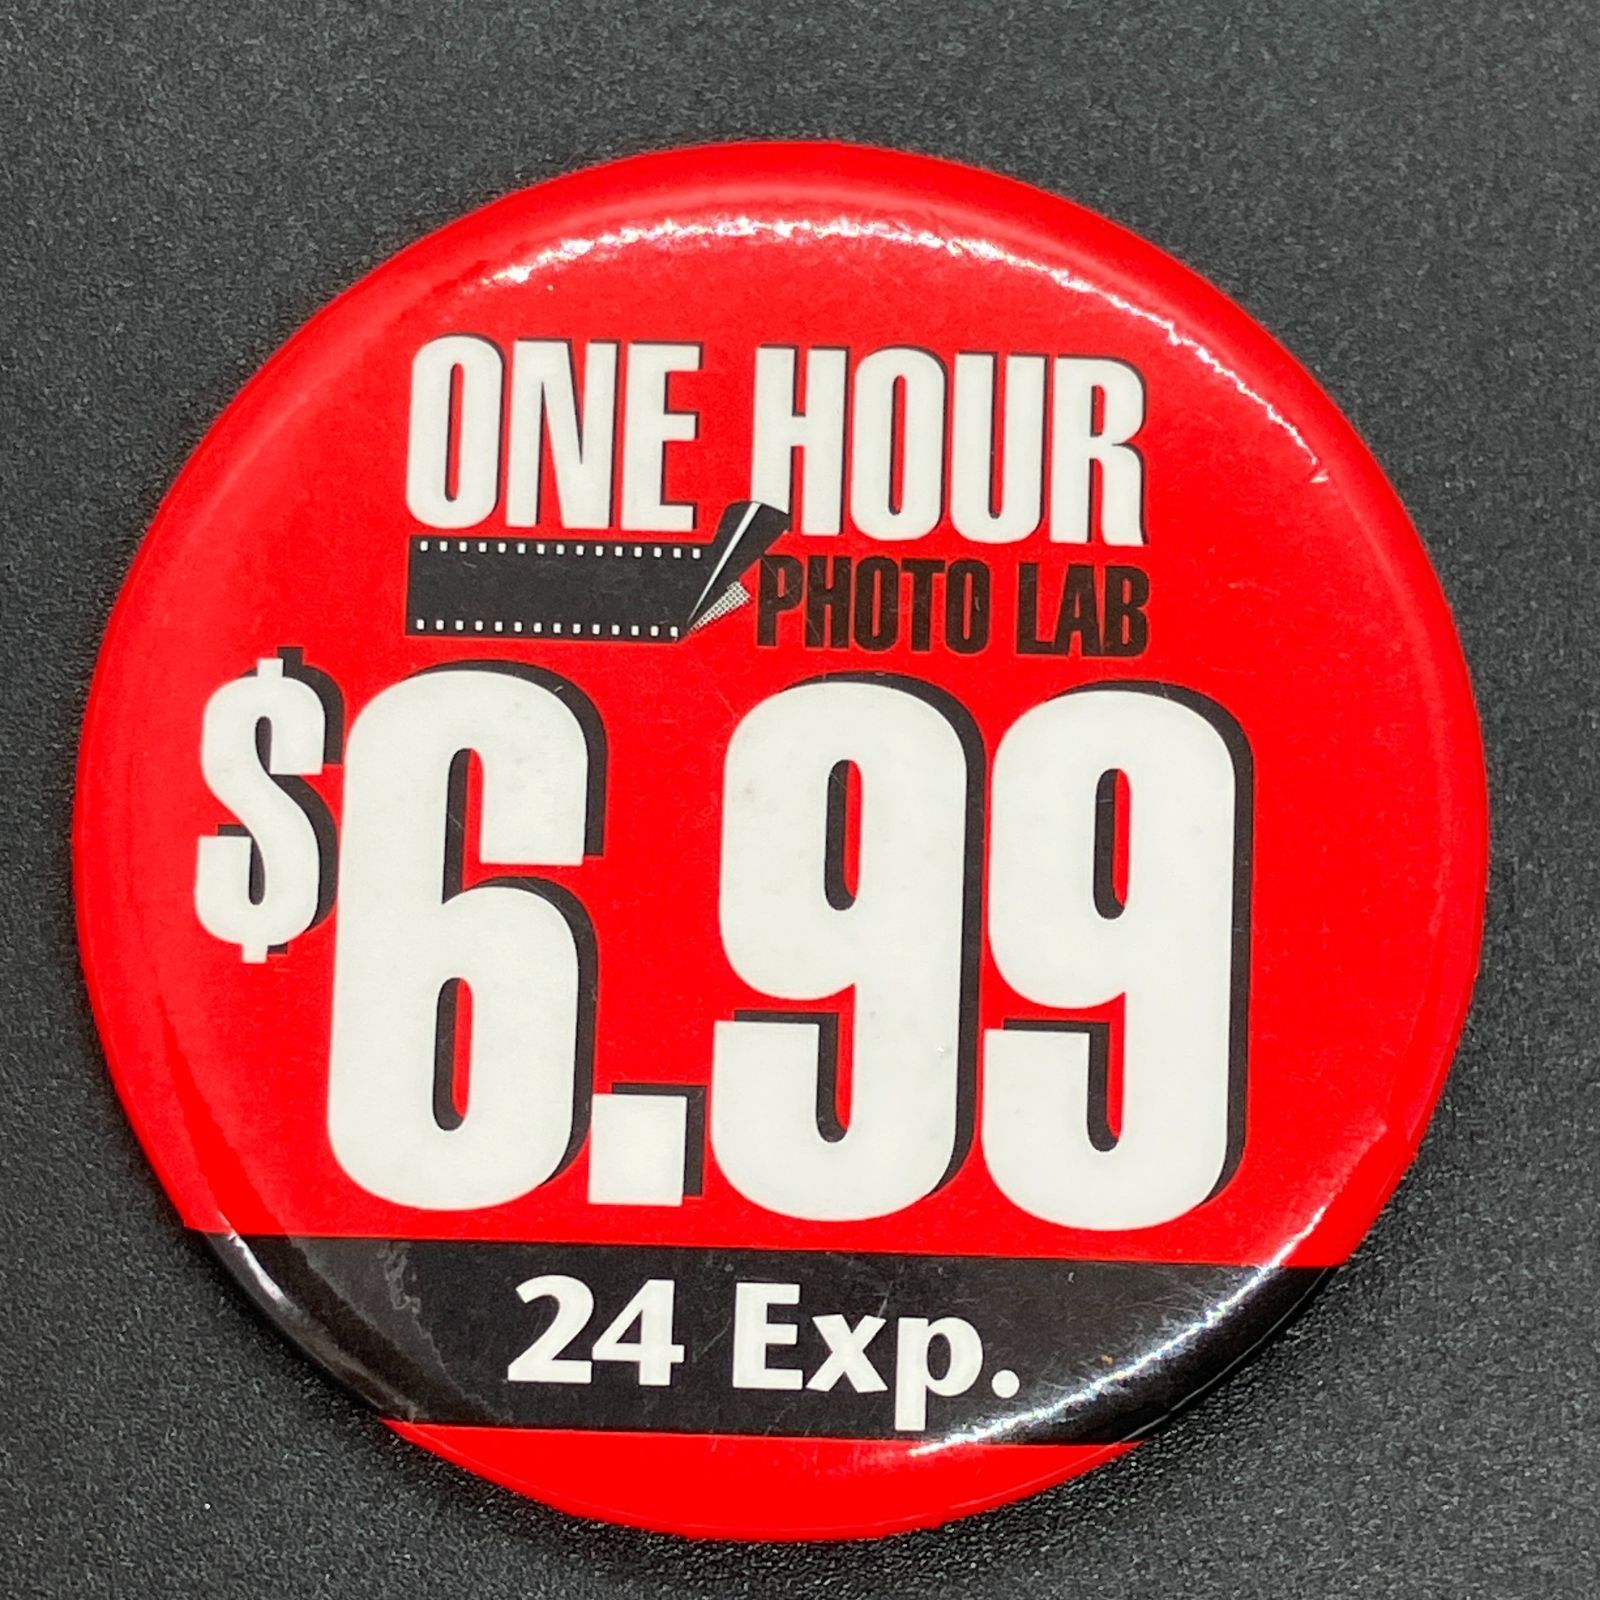 ONE HOUR
PHOTO LAB
$6.99
24 Exp.